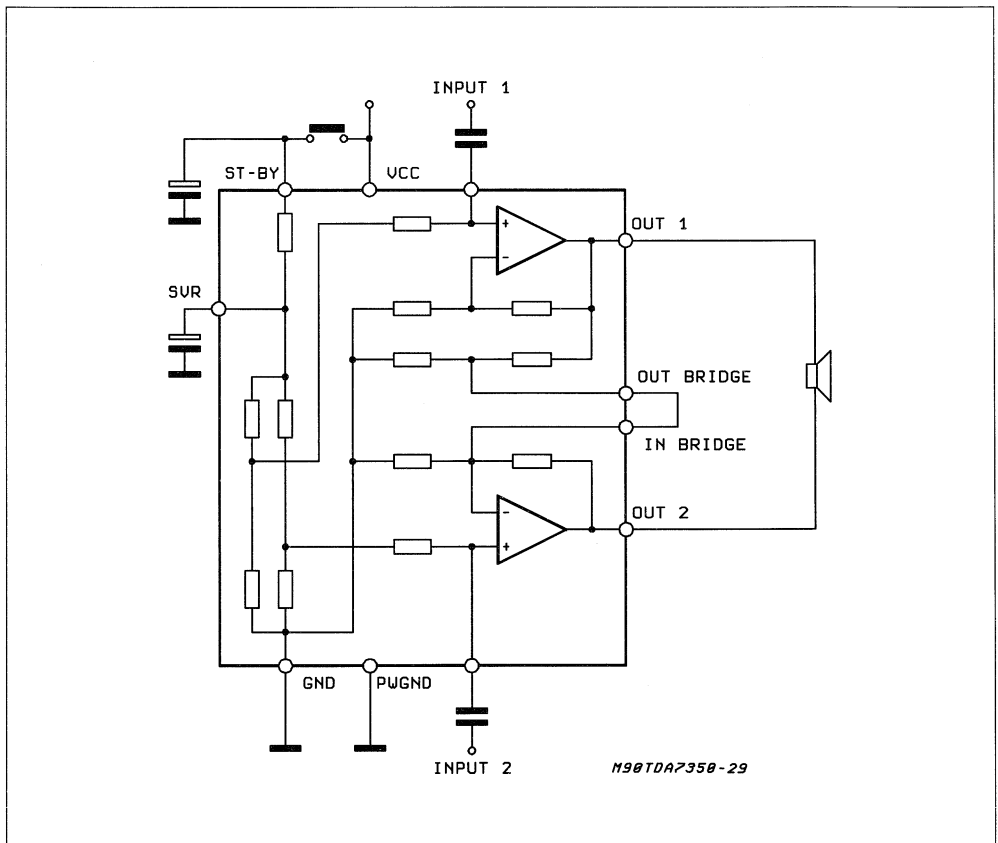 INPUT 1
ST-BY
VCC
+
-
OUT 1
SVR
OUT BRIDGE
IN BRIDGE
OUT 2
-
+
GND
PWGND
INPUT 2
M90TDA7350-29